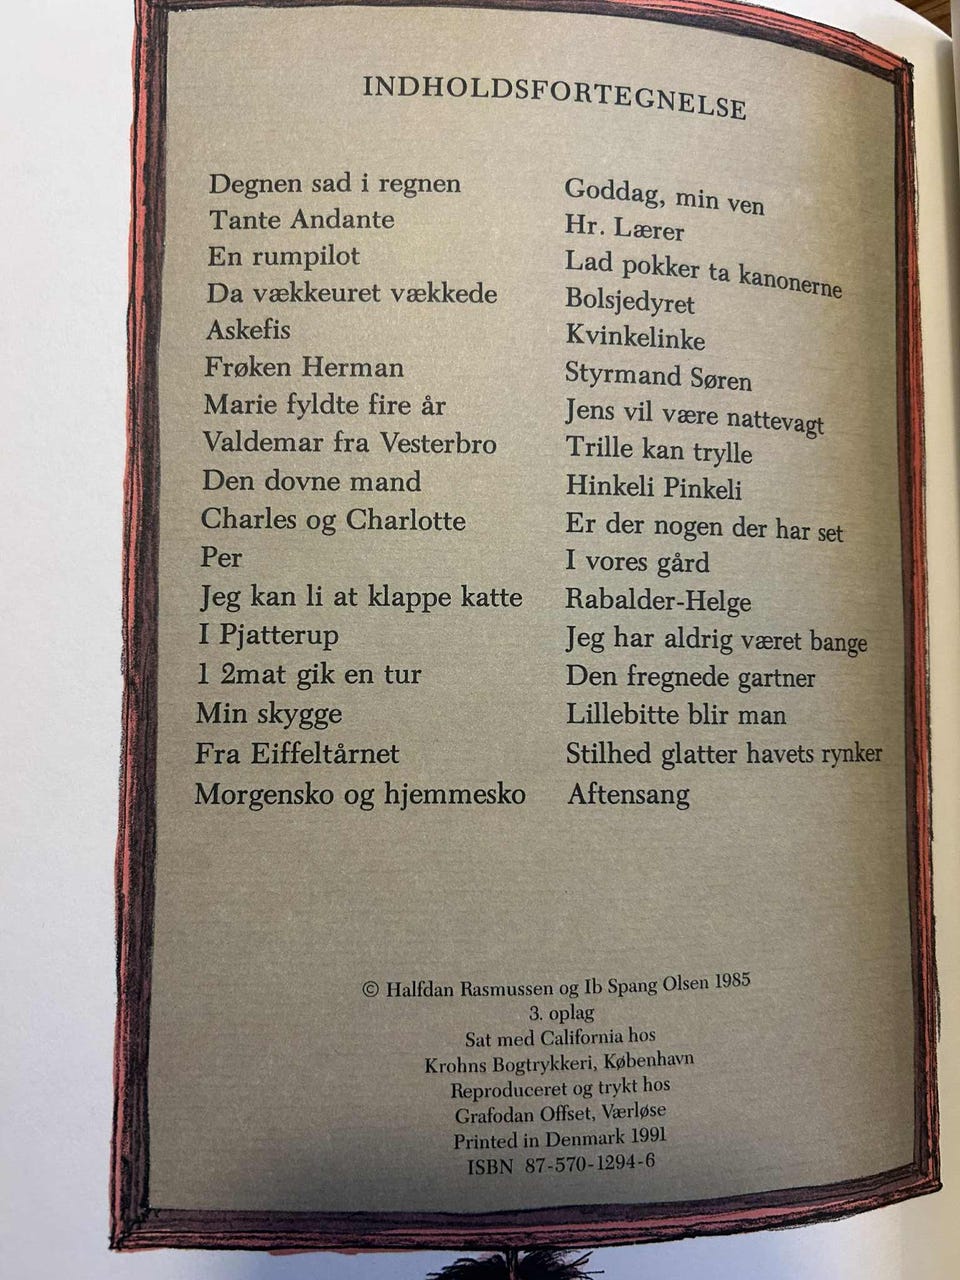 INDHOLDSFORTEGNELSE
Degnen sad i regnen
Tante Andante
En rumpilot
Da vækkeuret vækkede
Askefis
Frøken Herman
Marie fyldte fire år
Valdemar fra Vesterbro
Den dovne mand
Charles og Charlotte
Per
Jeg kan li at klappe katte
I Pjatterup
1 2mat gik en tur
Min skygge
Fra Eiffeltårnet
Morgensko og hjemmesko
Goddag, min ven
Hr. Lærer
Lad pokker ta kanonerne
Bolsjedyret
Kvinkelinke
Styrmand Søren
Jens vil være nattevagt
Trille kan trylle
Hinkeli Pinkeli
Er der nogen der har set
I vores gård
Rabalder-Helge
Jeg har aldrig været bange
Den fregnede gartner
Lillebitte blir man
Stilhed glatter havets rynker
Aftensang
© Halfdan Rasmussen og Ib Spang Olsen 1985
3. oplag
Sat med California hos
Krohns Bogtrykkeri, København
Reproduceret og trykt hos
Grafodan Offset, Værløse
Printed in Denmark 1991
ISBN 87-570-1294-6